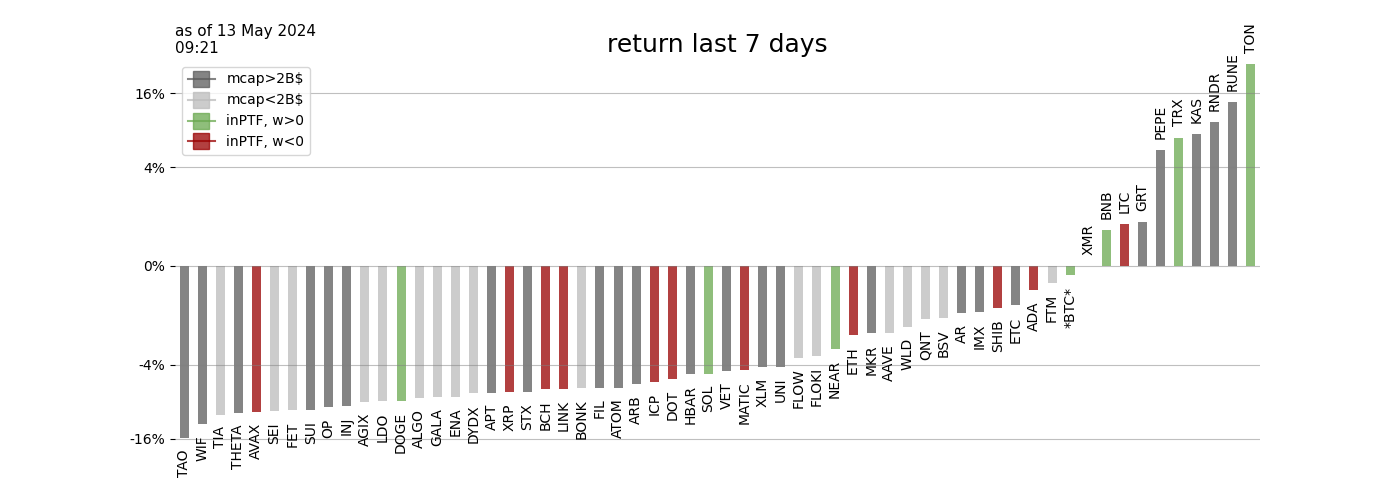 as of 13 May 2024
09:21
return last 7 days
mcap>2B$
mcap<2B$
inPTF, w>0
inPTF, w<0
16%
4%
0%
-4%
-16%
TAO
WIF
TIA
THETA
AVAX
SEI
FET
SUI
OP
INJ
AGIX
LDO
DOGE
ALGO
GALA
ENA
DYDX
APT
XRP
STX
BCH
LINK
BONK
FIL
ATOM
ARB
ICP
DOT
HBAR
SOL
VET
MATIC
XLM
UNI
FLOW
FLOKI
NEAR
ETH
MKR
AAVE
WLD
QNT
BSV
AR
IMX
SHIB
ETC
ADA
FTM
*BTC*
XMR
BNB
LTC
GRT
PEPE
TRX
KAS
RNDR
RUNE
TON